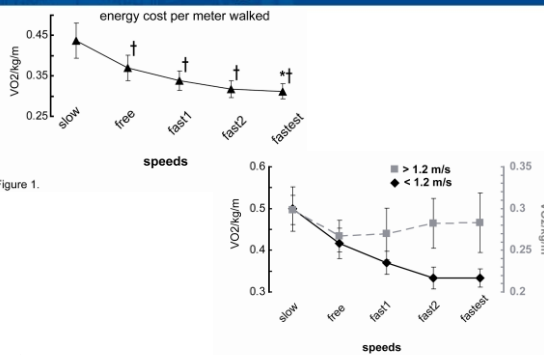 energy cost per meter walked
0.45
0.35
0.25
VO2/kg/m
†
†
†
*†
slow
free
fast1
fast2
fastest
speeds
Figure 1.
> 1.2 m/s
< 1.2 m/s
0.6
0.5
0.4
0.3
VO2/kg/m
0.35
0.3
0.25
0.2
VO2/kg/m
slow
free
fast1
fast2
fastest
speeds